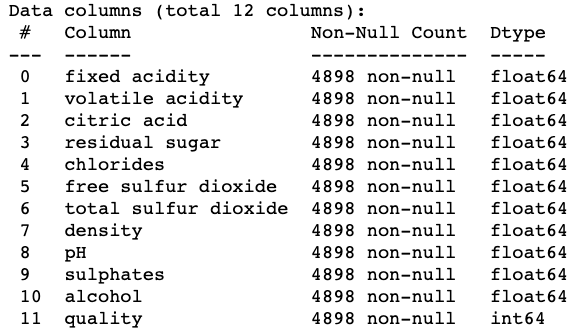 Data columns (total 12 columns):
 #   Column                Non-Null Count  Dtype
---  ------                --------------  -----
 0   fixed acidity         4898 non-null   float64
 1   volatile acidity      4898 non-null   float64
 2   citric acid           4898 non-null   float64
 3   residual sugar        4898 non-null   float64
 4   chlorides             4898 non-null   float64
 5   free sulfur dioxide   4898 non-null   float64
 6   total sulfur dioxide  4898 non-null   float64
 7   density               4898 non-null   float64
 8   pH                    4898 non-null   float64
 9   sulphates             4898 non-null   float64
 10  alcohol               4898 non-null   float64
 11  quality               4898 non-null   int64